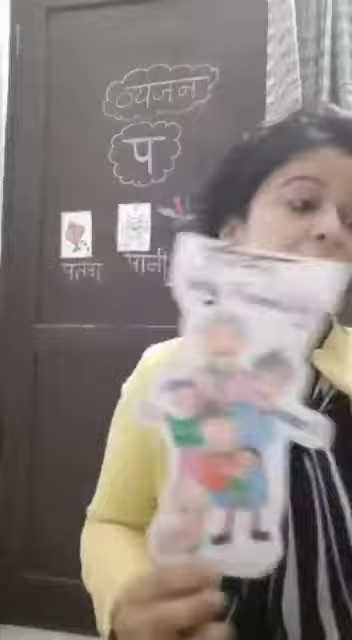 व्यंजन
प
पतंग
पानी